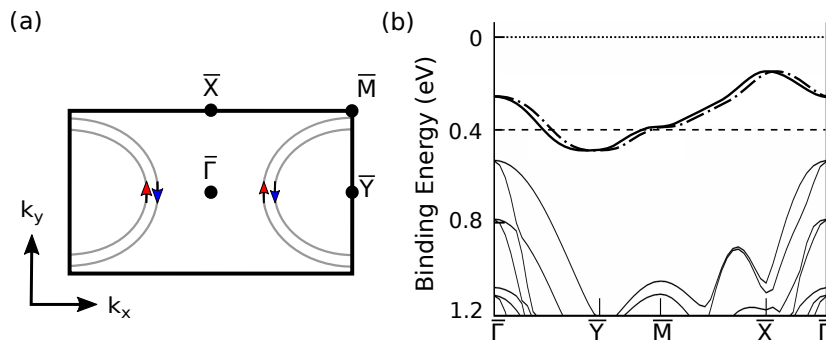 (a)
X̅
M̅
Γ̅
Y̅
k_y
k_x
(b)
Binding Energy (eV)
0
0.4
0.8
1.2
Γ̅ Y̅ M̅ X̅ Γ̅